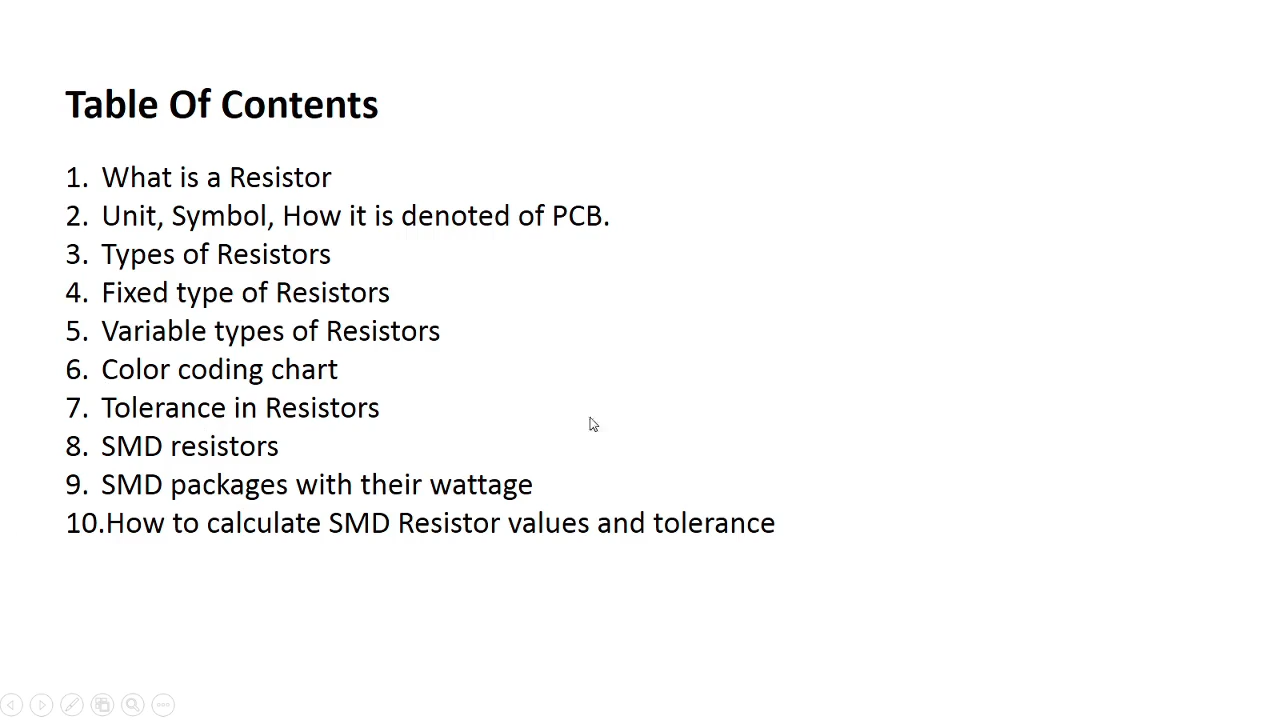 Table Of Contents
1. What is a Resistor
2. Unit, Symbol, How it is denoted of PCB.
3. Types of Resistors
4. Fixed type of Resistors
5. Variable types of Resistors
6. Color coding chart
7. Tolerance in Resistors
8. SMD resistors
9. SMD packages with their wattage
10.How to calculate SMD Resistor values and tolerance